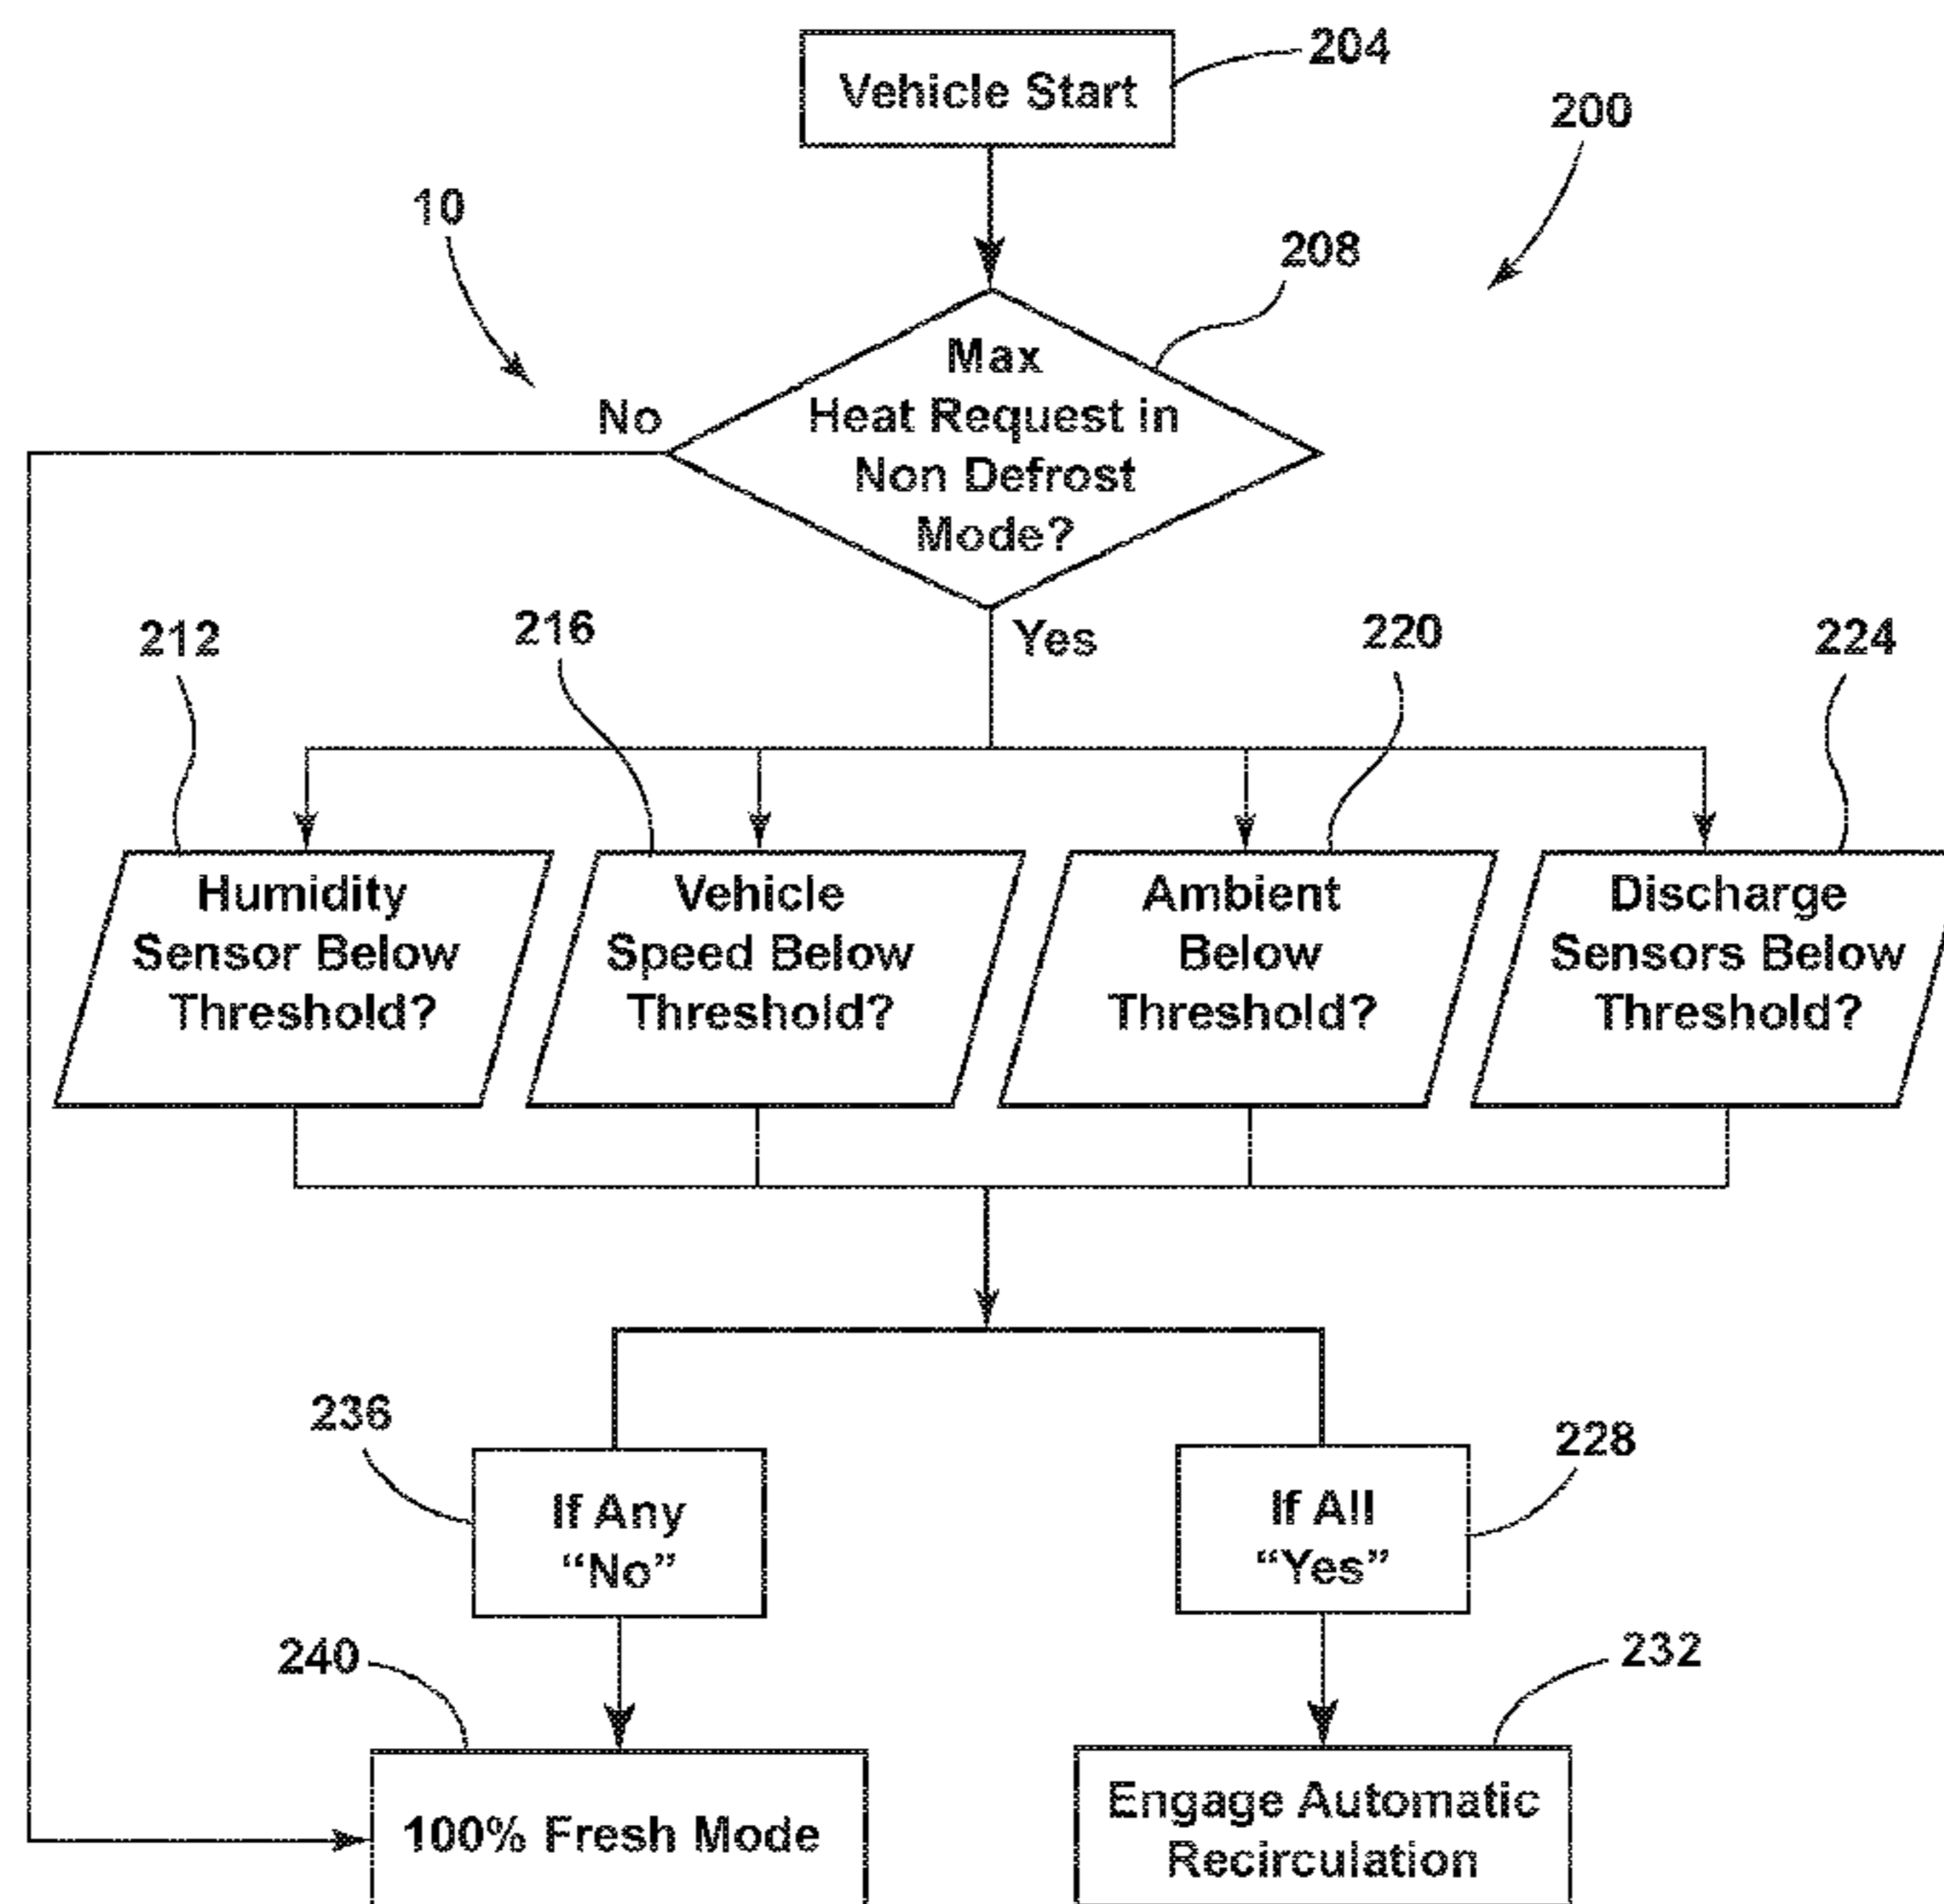 204
Vehicle Start
200
10
208
Max
Heat Request in
Non Defrost
Mode?
No
Yes
212
216
220
224
Humidity
Sensor Below
Threshold?
Vehicle
Speed Below
Threshold?
Ambient
Below
Threshold?
Discharge
Sensors Below
Threshold?
236
If Any
“No”
228
If All
“Yes”
240
100% Fresh Mode
232
Engage Automatic
Recirculation